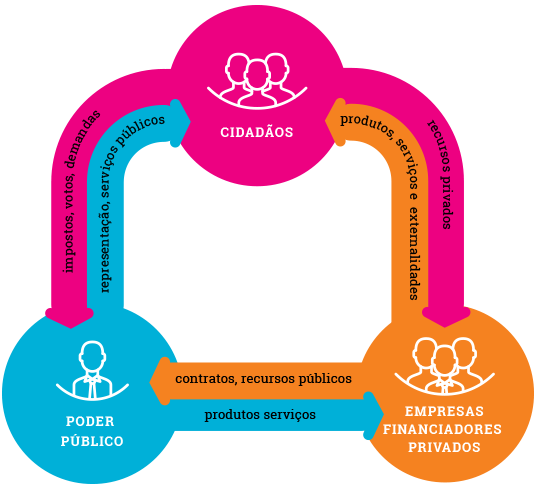 CIDADÃOS
impostos, votos, demandas
representação, serviços públicos
produtos, serviços e externalidades
recursos privados
contratos, recursos públicos
produtos serviços
PODER
PÚBLICO
EMPRESAS
FINANCIADORES
PRIVADOS